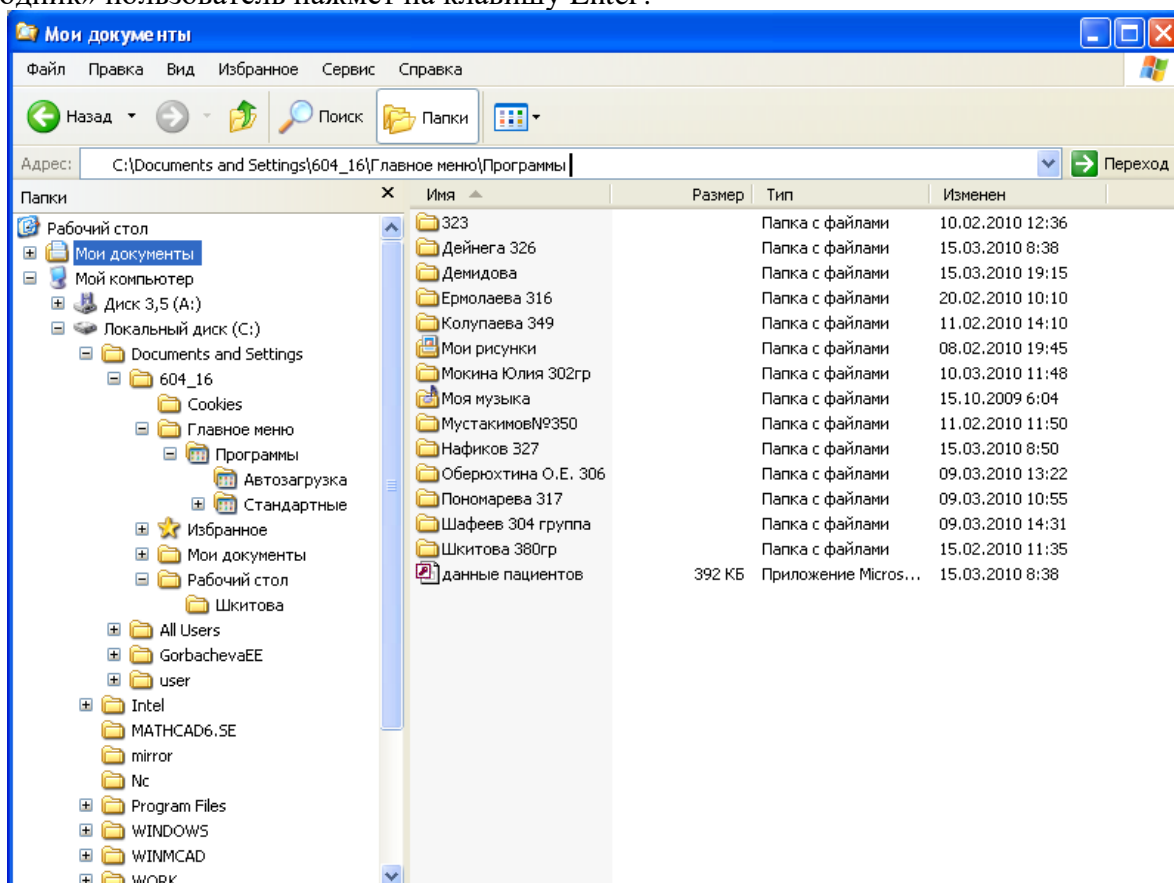 одник» пользователь нажмет на клавишу Enter?
Мои документы
Файл Правка Вид Избранное Сервис Справка
Назад Поиск Папки
Адрес: C:\Documents and Settings\604_16\Главное меню\Программы Переход
Папки Имя Размер Тип Изменен
Рабочий стол
Мои документы
Мой компьютер
Диск 3,5 (A:)
Локальный диск (C:)
Documents and Settings
604_16
Cookies
Главное меню
Программы
Автозагрузка
Стандартные
Избранное
Мои документы
Рабочий стол
Шкитова
All Users
GorbachevaEE
user
Intel
MATHCAD6.SE
mirror
Nc
Program Files
WINDOWS
WINMCAD
WORK
323 Папка с файлами 10.02.2010 12:36
Дейнега 326 Папка с файлами 15.03.2010 8:38
Демидова Папка с файлами 15.03.2010 19:15
Ермолаева 316 Папка с файлами 20.02.2010 10:10
Колупаева 349 Папка с файлами 11.02.2010 14:10
Мои рисунки Папка с файлами 08.02.2010 19:45
Мокина Юлия 302гр Папка с файлами 10.03.2010 11:48
Моя музыка Папка с файлами 15.10.2009 6:04
Мустакимов№350 Папка с файлами 11.02.2010 11:50
Нафиков 327 Папка с файлами 15.03.2010 8:50
Оберюхтина О.Е. 306 Папка с файлами 09.03.2010 13:22
Пономарева 317 Папка с файлами 09.03.2010 10:55
Шафеев 304 группа Папка с файлами 09.03.2010 14:31
Шкитова 380гр Папка с файлами 15.02.2010 11:35
данные пациентов 392 КБ Приложение Micros... 15.03.2010 8:38